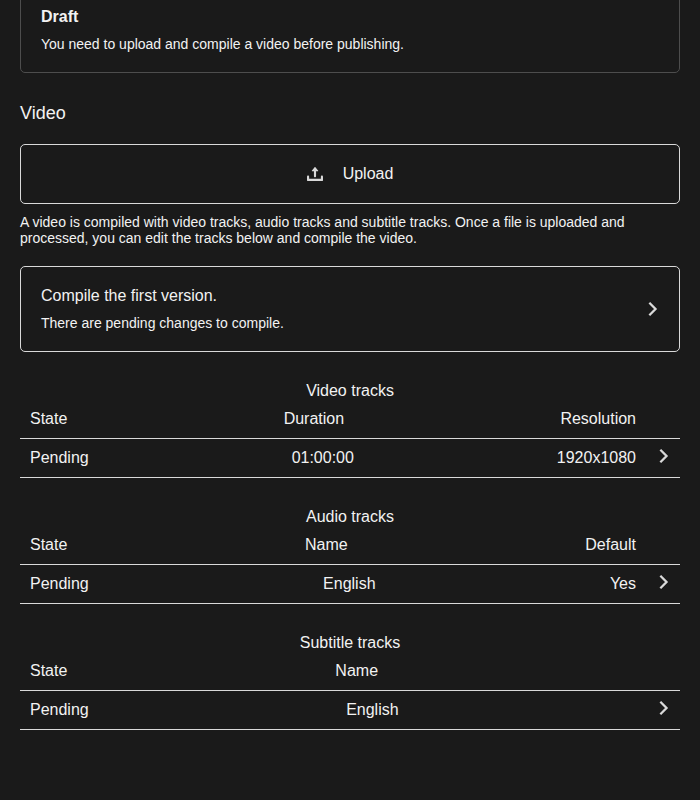 Draft
You need to upload and compile a video before publishing.
Video
Upload
A video is compiled with video tracks, audio tracks and subtitle tracks. Once a file is uploaded and
processed, you can edit the tracks below and compile the video.
Compile the first version.
There are pending changes to compile.
Video tracks
State Duration Resolution
Pending 01:00:00 1920x1080
Audio tracks
State Name Default
Pending English Yes
Subtitle tracks
State Name
Pending English